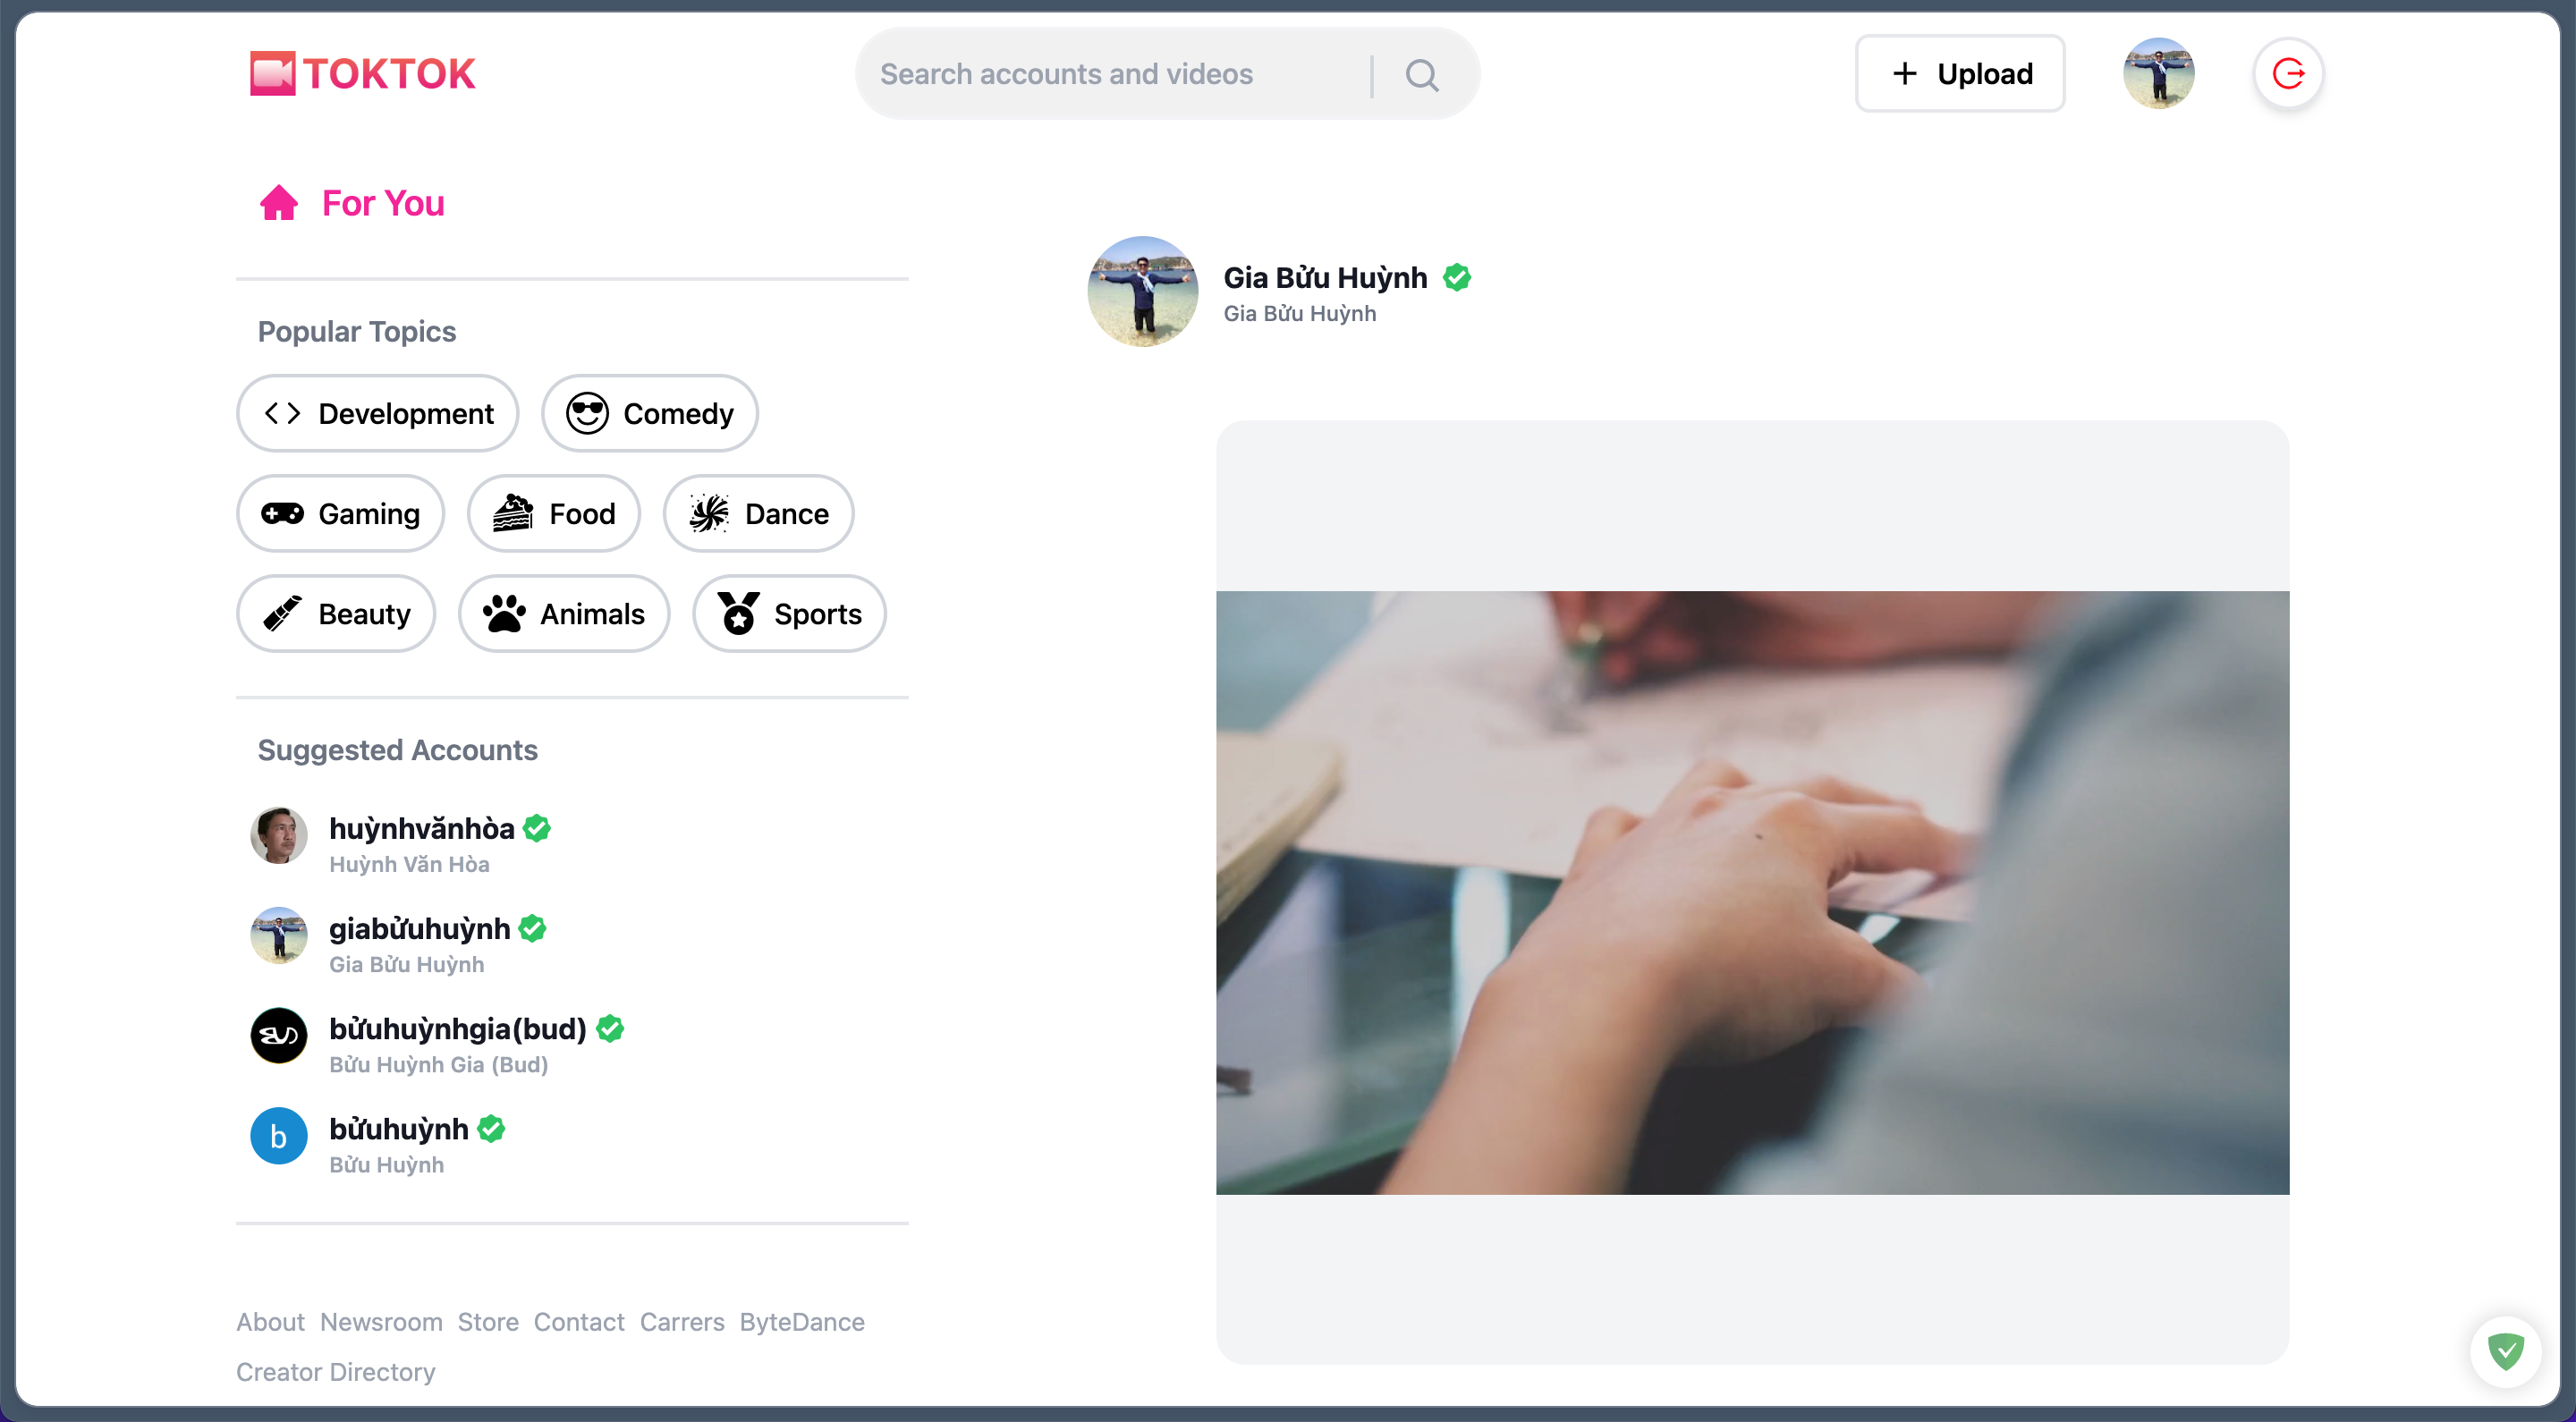 TOKTOK
Search accounts and videos
Upload
For You
Popular Topics
Development
Comedy
Gaming
Food
Dance
Beauty
Animals
Sports
Suggested Accounts
huỳnhvănhòa
Huỳnh Văn Hòa
giabửuhuỳnh
Gia Bửu Huỳnh
bửuhuỳnhgia(bud)
Bửu Huỳnh Gia (Bud)
b
bửuhuỳnh
Bửu Huỳnh
About Newsroom Store Contact Carrers ByteDance
Creator Directory
Gia Bửu Huỳnh
Gia Bửu Huỳnh